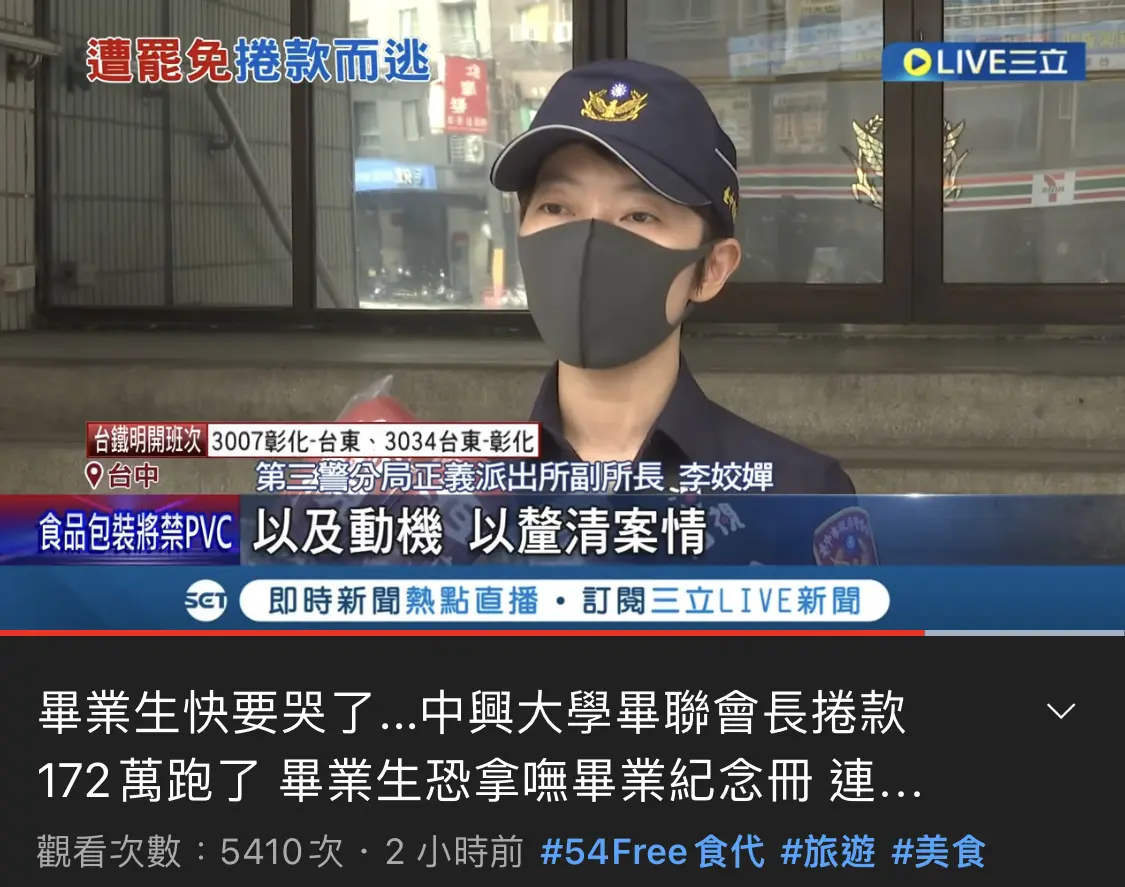 遭罷免捲款而逃
LIVE三立
台鐵明開班次 3007彰化-台東、3034台東-彰化
台中
第三警分局正義派出所副所長 李姣嬋
食品包裝將禁PVC
以及動機 以釐清案情
SET 即時新聞熱點直播・訂閱三立LIVE新聞
畢業生快要哭了...中興大學畢聯會長捲款
172萬跑了 畢業生恐拿嘸畢業紀念冊 連...
觀看次數：5410次・2 小時前 #54Free食代 #旅遊 #美食